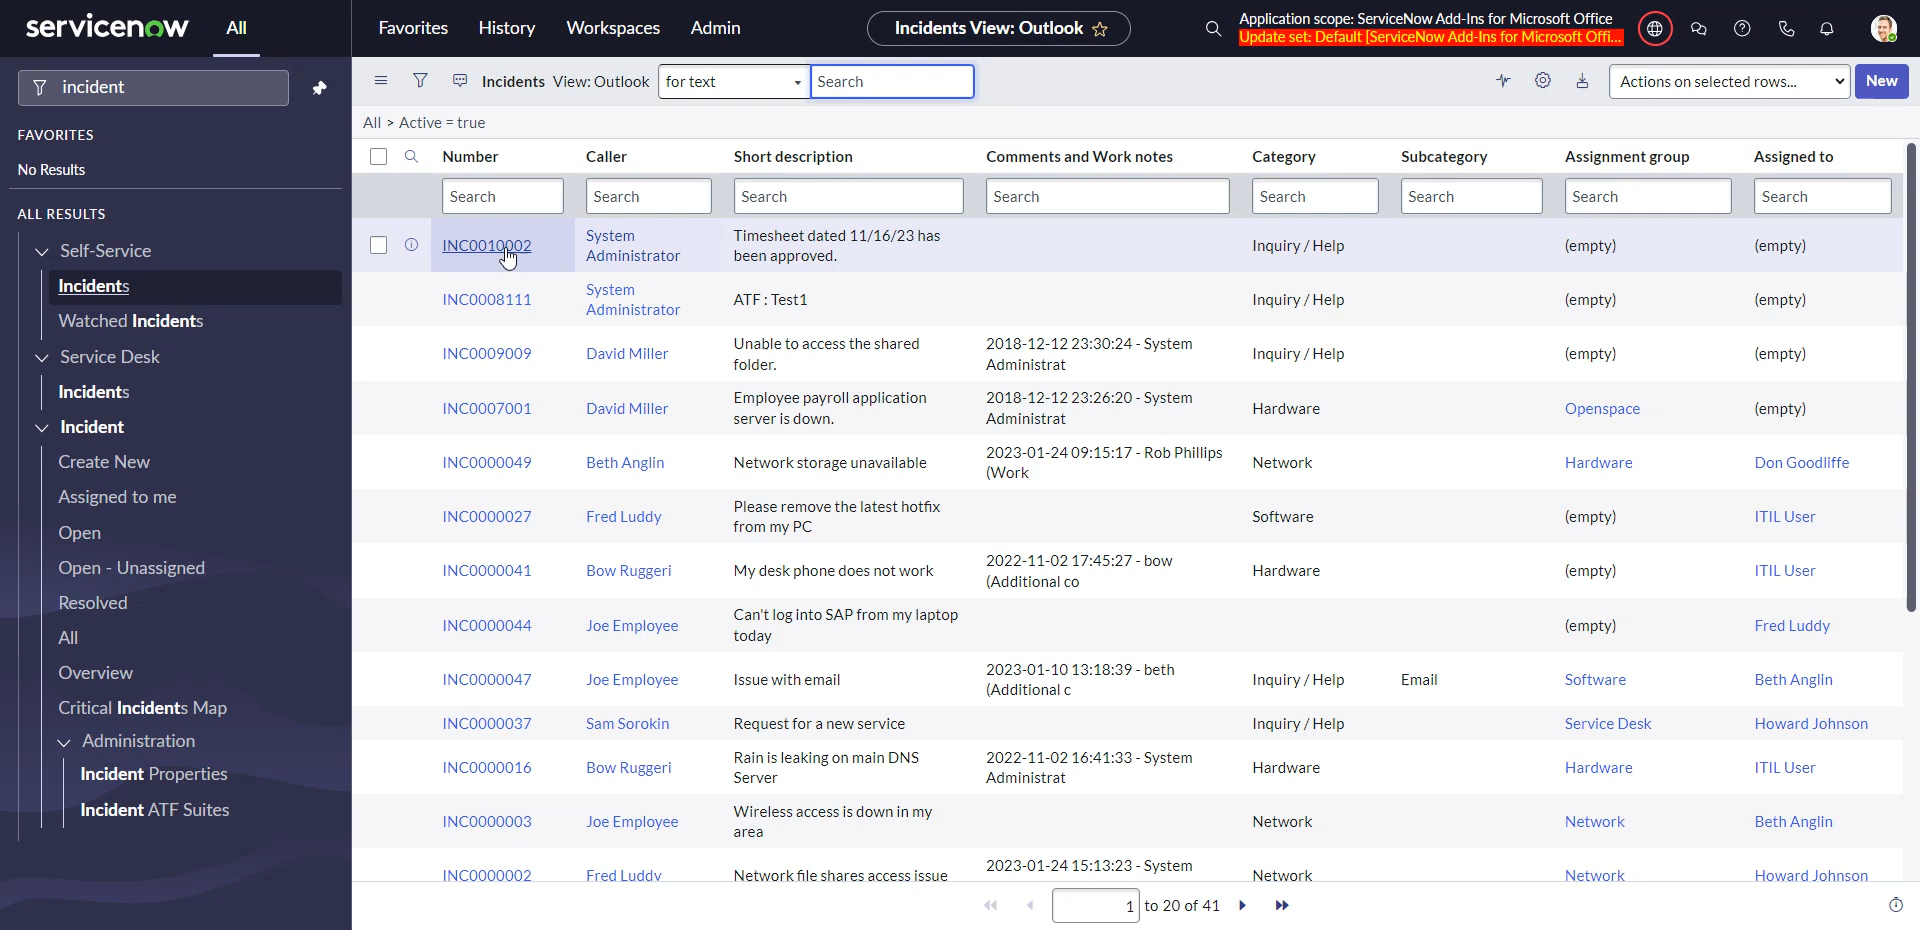 servicenow All Favorites History Workspaces Admin Incidents View: Outlook Application scope: ServiceNow Add-Ins for Microsoft Office
Update set: Default [ServiceNow Add-Ins for Microsoft Offi...
incident
Incidents View: Outlook for text Search Actions on selected rows... New
All > Active = true
FAVORITES
No Results
ALL RESULTS
Self-Service
Incidents
Watched Incidents
Service Desk
Incidents
Incident
Create New
Assigned to me
Open
Open - Unassigned
Resolved
All
Overview
Critical Incidents Map
Administration
Incident Properties
Incident ATF Suites
Number Caller Short description Comments and Work notes Category Subcategory Assignment group Assigned to
Search Search Search Search Search Search Search Search
INC0010002 System Administrator Timesheet dated 11/16/23 has been approved. Inquiry / Help (empty) (empty)
INC0008111 System Administrator ATF : Test1 Inquiry / Help (empty) (empty)
INC0009009 David Miller Unable to access the shared folder. 2018-12-12 23:30:24 - System Administrat Inquiry / Help (empty) (empty)
INC0007001 David Miller Employee payroll application server is down. 2018-12-12 23:26:20 - System Administrat Hardware Openspace (empty)
INC0000049 Beth Anglin Network storage unavailable 2023-01-24 09:15:17 - Rob Phillips (Work Network Hardware Don Goodliffe
INC0000027 Fred Luddy Please remove the latest hotfix from my PC Software (empty) ITIL User
INC0000041 Bow Ruggeri My desk phone does not work 2022-11-02 17:45:27 - bow (Additional co Hardware (empty) ITIL User
INC0000044 Joe Employee Can't log into SAP from my laptop today (empty) Fred Luddy
INC0000047 Joe Employee Issue with email 2023-01-10 13:18:39 - beth (Additional c Inquiry / Help Email Software Beth Anglin
INC0000037 Sam Sorokin Request for a new service Inquiry / Help Service Desk Howard Johnson
INC0000016 Bow Ruggeri Rain is leaking on main DNS Server 2022-11-02 16:41:33 - System Administrat Hardware Hardware ITIL User
INC0000003 Joe Employee Wireless access is down in my area Network Network Beth Anglin
INC0000002 Fred Luddy Network file shares access issue 2023-01-24 15:13:23 - System Network Network Howard Johnson
1 to 20 of 41